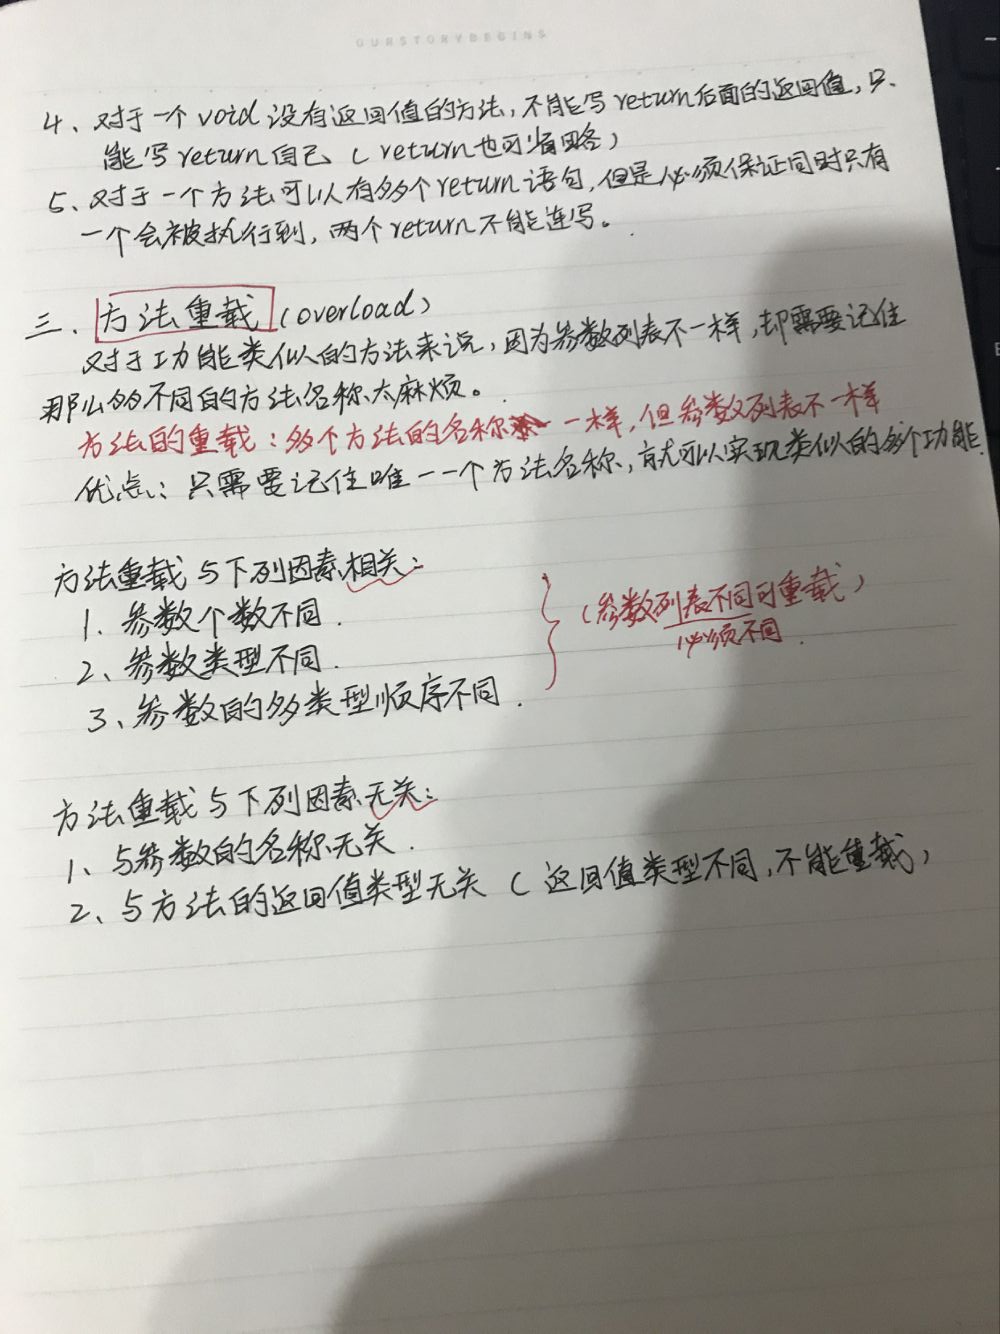 OURSTORYBEGINS
4、对于一个void没有返回值的方法,不能写return后面的返回值,只
能写return自己(return也可省略)
5、对于一个方法可以有多个return语句,但是必须保证同时只有
一个会被执行到,两个return不能连写。
三、方法重载(overload)
对于功能类似的方法来说,因为参数列表不一样,却需要记住
那么多不同的方法名称太麻烦。
方法的重载:多个方法的名称一样,但参数列表不一样
优点:只需要记住唯一一个方法名称,就可以实现类似的多个功能
方法重载与下列因素相关:
1、参数个数不同.
2、参数类型不同.
3、参数的多类型顺序不同.
(参数列表不同可重载)
必须不同.
方法重载与下列因素无关:
1、与参数的名称无关.
2、与方法的返回值类型无关(返回值类型不同,不能重载)